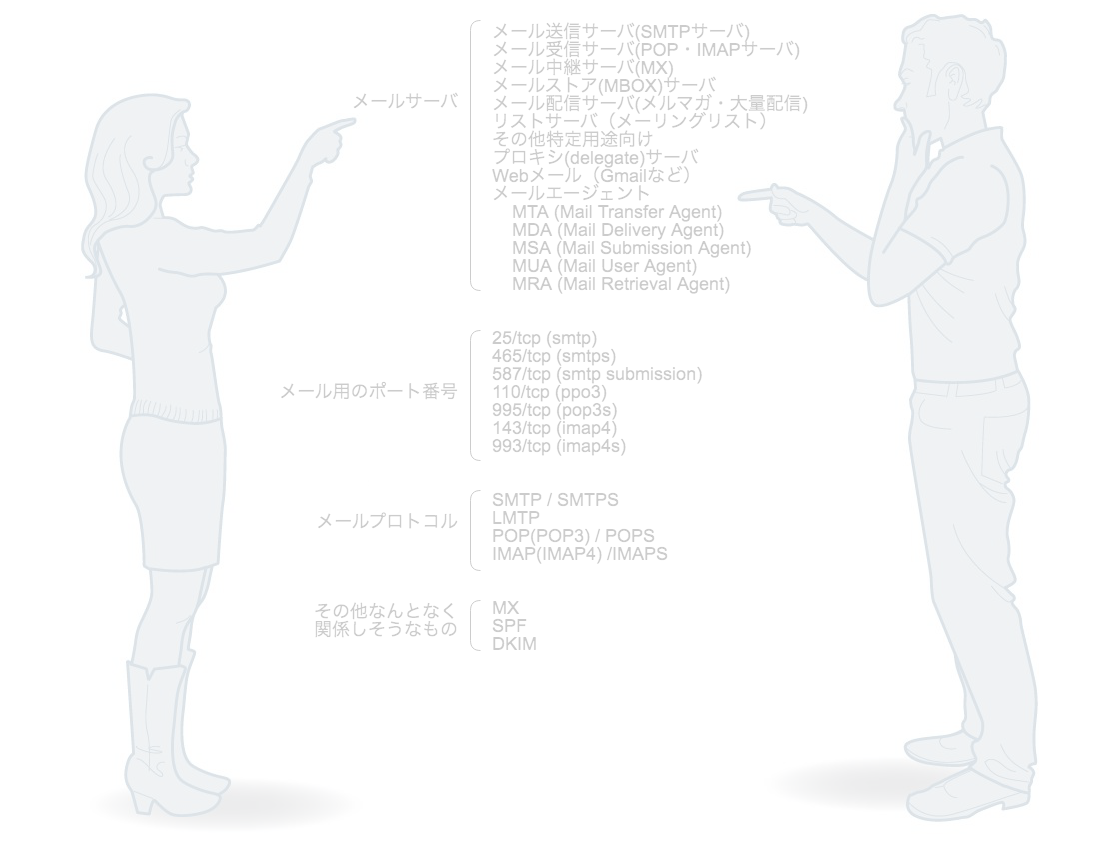 メールサーバ
メール送信サーバ(SMTPサーバ)
メール受信サーバ(POP・IMAPサーバ)
メール中継サーバ(MX)
メールストア(MBOX)サーバ
メール配信サーバ(メルマガ・大量配信)
リストサーバ（メーリングリスト）
その他特定用途向け
プロキシ(delegate)サーバ
Webメール（Gmailなど）
メールエージェント
MTA (Mail Transfer Agent)
MDA (Mail Delivery Agent)
MSA (Mail Submission Agent)
MUA (Mail User Agent)
MRA (Mail Retrieval Agent)
メール用のポート番号
25/tcp (smtp)
465/tcp (smtps)
587/tcp (smtp submission)
110/tcp (ppo3)
995/tcp (pop3s)
143/tcp (imap4)
993/tcp (imap4s)
メールプロトコル
SMTP / SMTPS
LMTP
POP(POP3) / POPS
IMAP(IMAP4) /IMAPS
その他なんとなく
関係しそうなもの
MX
SPF
DKIM